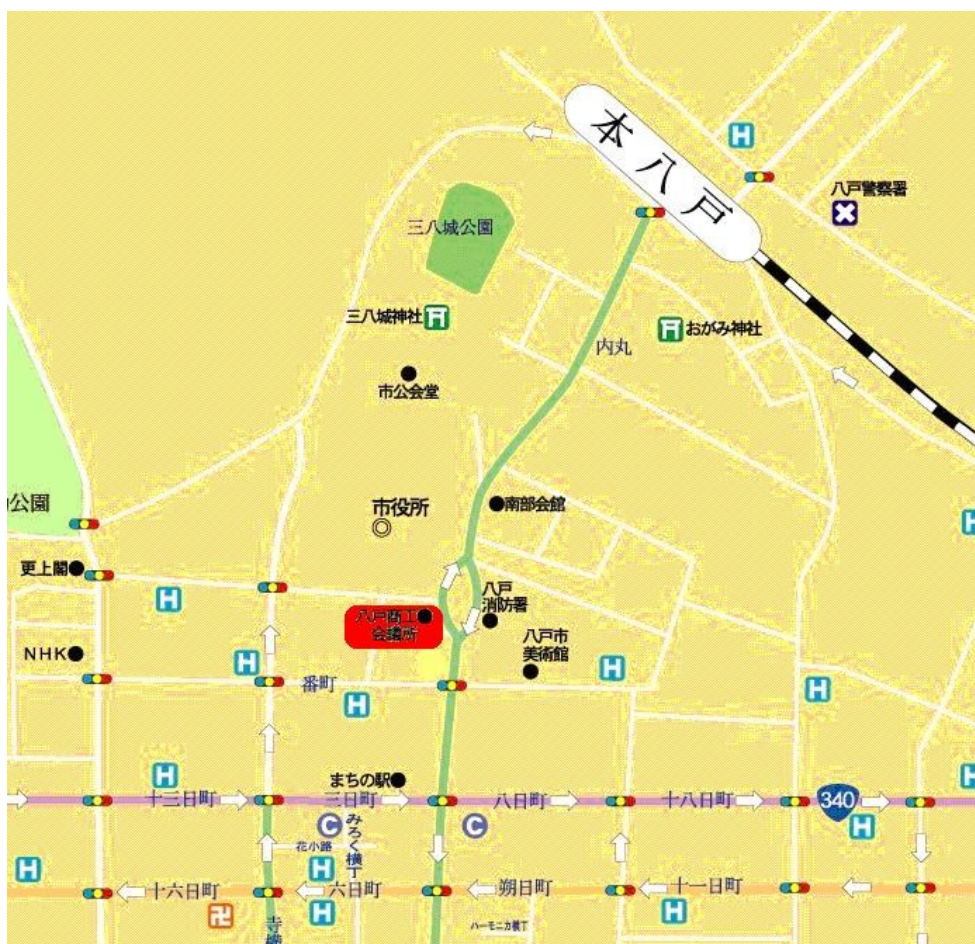 本八戸
八戸警察署
三八城公園
三八城神社
おがみ神社
内丸
市公会堂
市役所
南部会館
公園
更上閣
八戸
消防署
八戸商工
会議所
八戸市
美術館
NHK
番町
まちの駅
十三日町
三日町
八日町
十八日町
340
みろく横丁
花小路
十六日町
六日町
朔日町
十一日町
ハーモニカ横丁
H
H
H
H
H
H
H
H
H
H
H
H
H
H
C
C